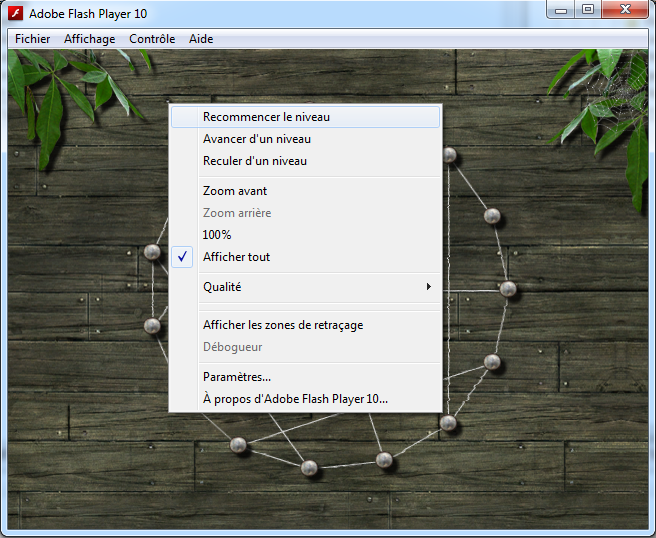 Adobe Flash Player 10
Fichier Affichage Contrôle Aide
Recommencer le niveau
Avancer d'un niveau
Reculer d'un niveau
Zoom avant
Zoom arrière
100%
Afficher tout
Qualité
Afficher les zones de retraçage
Débogueur
Paramètres...
À propos d'Adobe Flash Player 10...